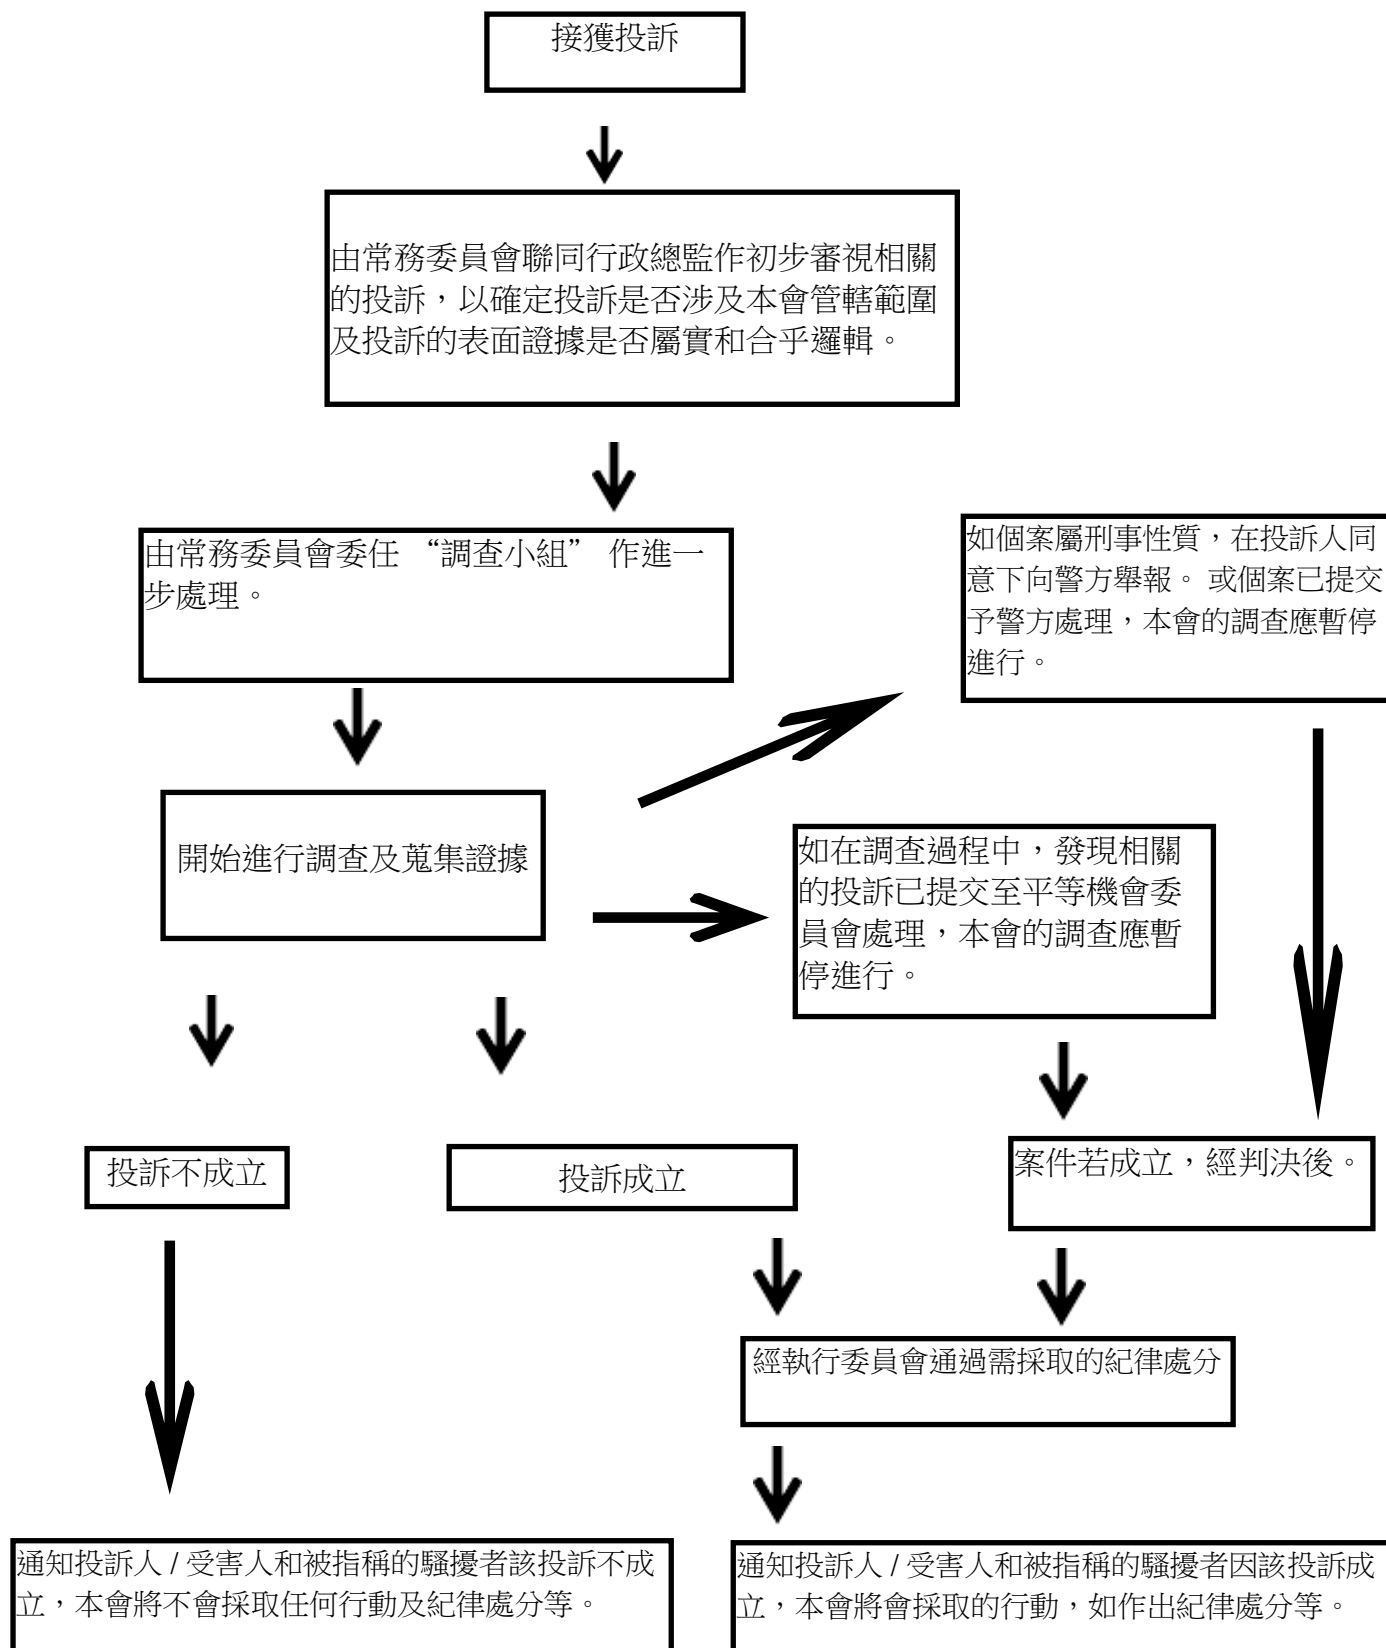 接獲投訴
由常務委員會聯同行政總監作初步審視相關
的投訴，以確定投訴是否涉及本會管轄範圍
及投訴的表面證據是否屬實和合乎邏輯。
由常務委員會委任 “調查小組” 作進一
步處理。
如個案屬刑事性質，在投訴人同
意下向警方舉報。 或個案已提交
予警方處理，本會的調查應暫停
進行。
開始進行調查及蒐集證據
如在調查過程中，發現相關
的投訴已提交至平等機會委
員會處理，本會的調查應暫
停進行。
投訴不成立
投訴成立
案件若成立，經判決後。
經執行委員會通過需採取的紀律處分
通知投訴人 / 受害人和被指稱的騷擾者該投訴不成
立，本會將不會採取任何行動及紀律處分等。
通知投訴人 / 受害人和被指稱的騷擾者因該投訴成
立，本會將會採取的行動，如作出紀律處分等。